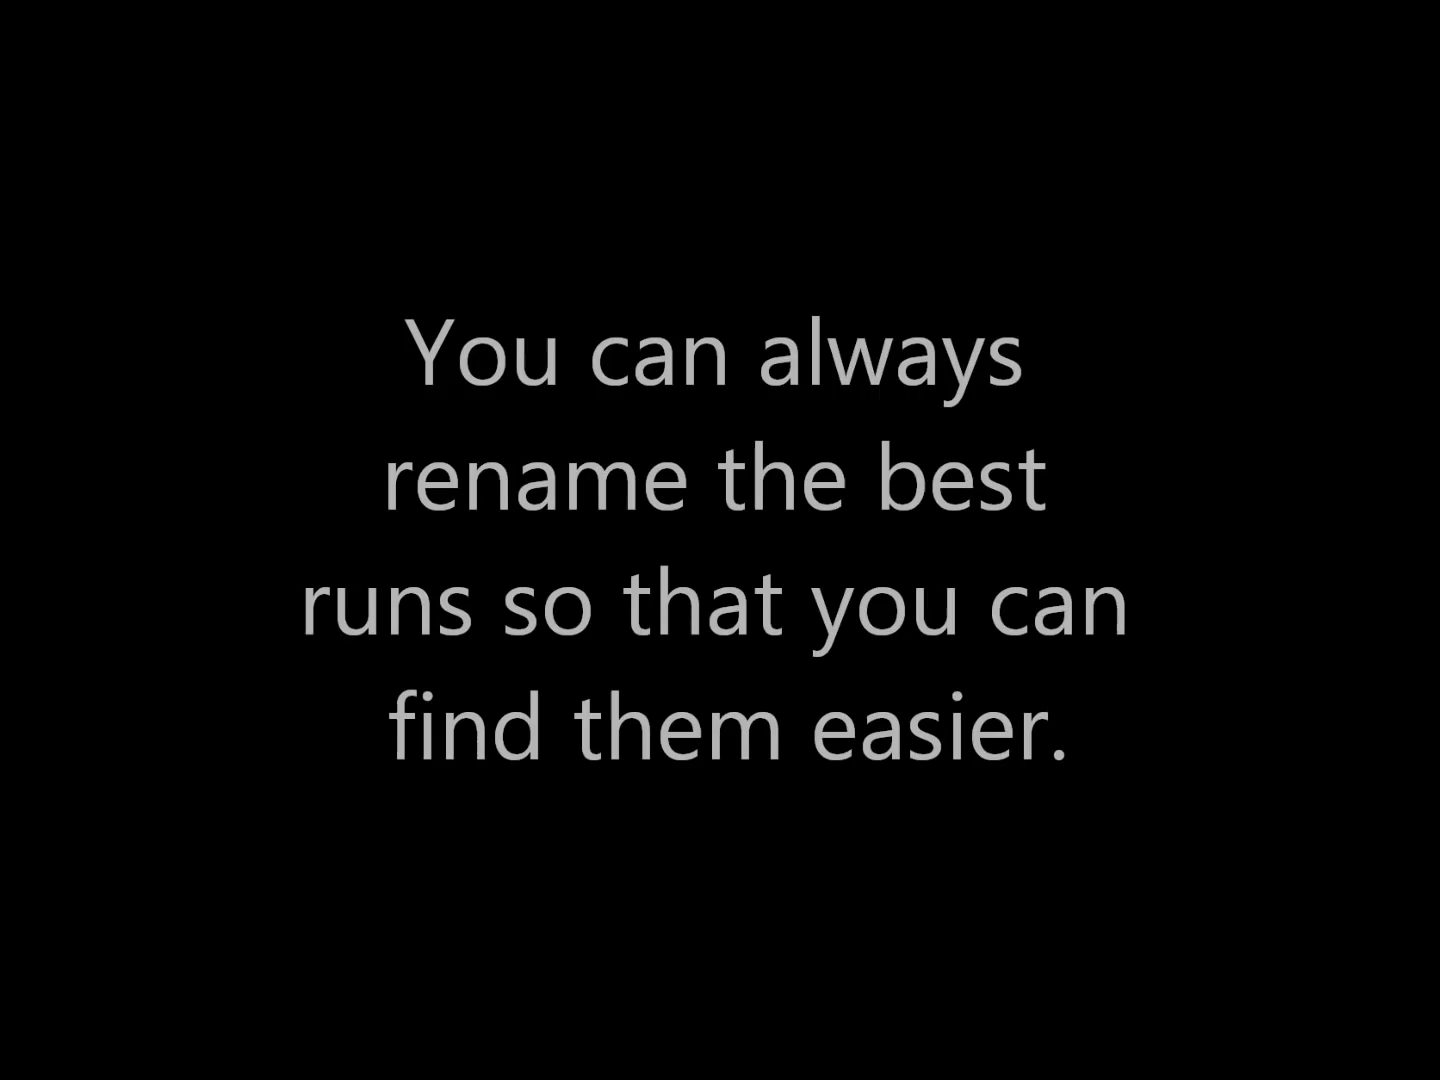 You can always
rename the best
runs so that you can
find them easier.